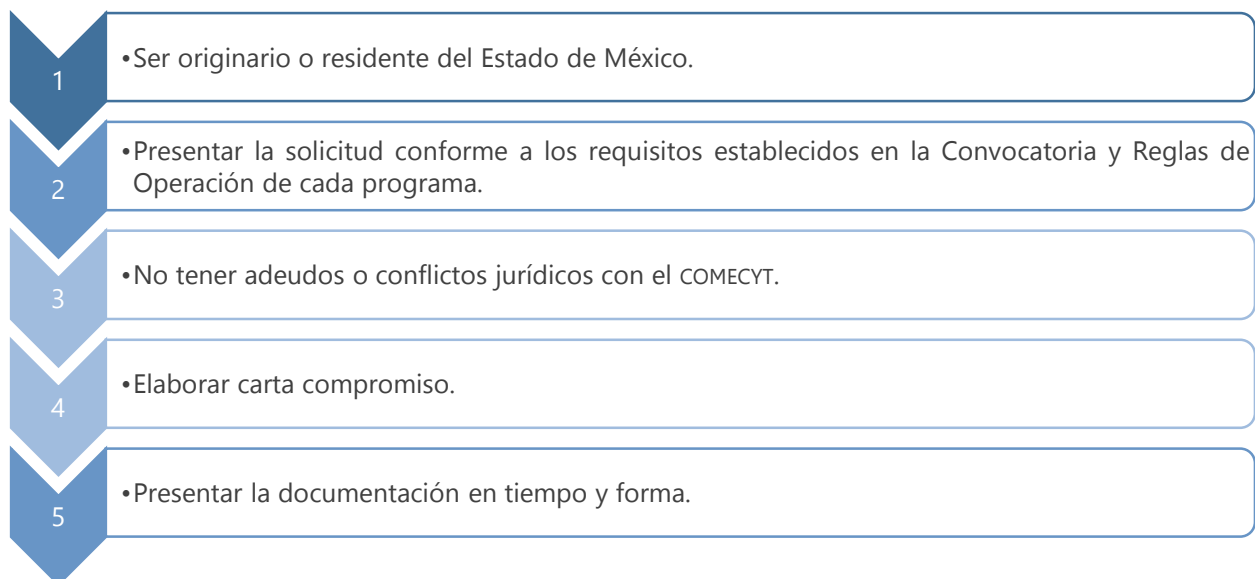 1
•Ser originario o residente del Estado de México.
2
•Presentar la solicitud conforme a los requisitos establecidos en la Convocatoria y Reglas de
Operación de cada programa.
3
•No tener adeudos o conflictos jurídicos con el COMECYT.
4
•Elaborar carta compromiso.
5
•Presentar la documentación en tiempo y forma.